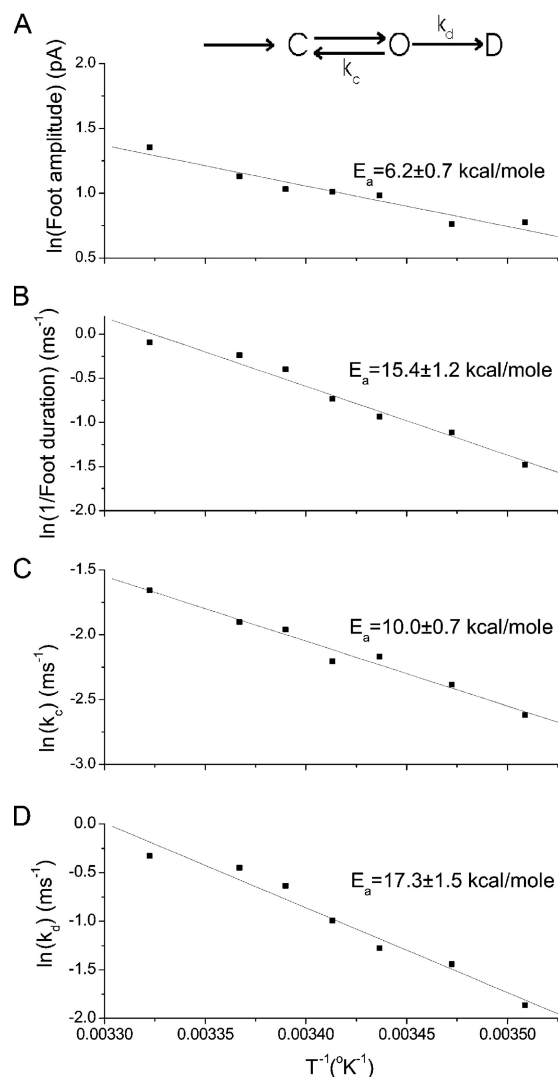 A
C
O
D
k_d
k_c
2.0
1.5
1.0
0.5
ln(Foot amplitude) (pA)
E_a=6.2±0.7 kcal/mole
B
0.0
-0.5
-1.0
-1.5
-2.0
ln(1/Foot duration) (ms^-1)
E_a=15.4±1.2 kcal/mole
C
-1.5
-2.0
-2.5
-3.0
ln(k_c) (ms^-1)
E_a=10.0±0.7 kcal/mole
D
0.0
-0.5
-1.0
-1.5
-2.0
ln(k_d) (ms^-1)
E_a=17.3±1.5 kcal/mole
0.00330 0.00335 0.00340 0.00345 0.00350
T^-1(°K^-1)